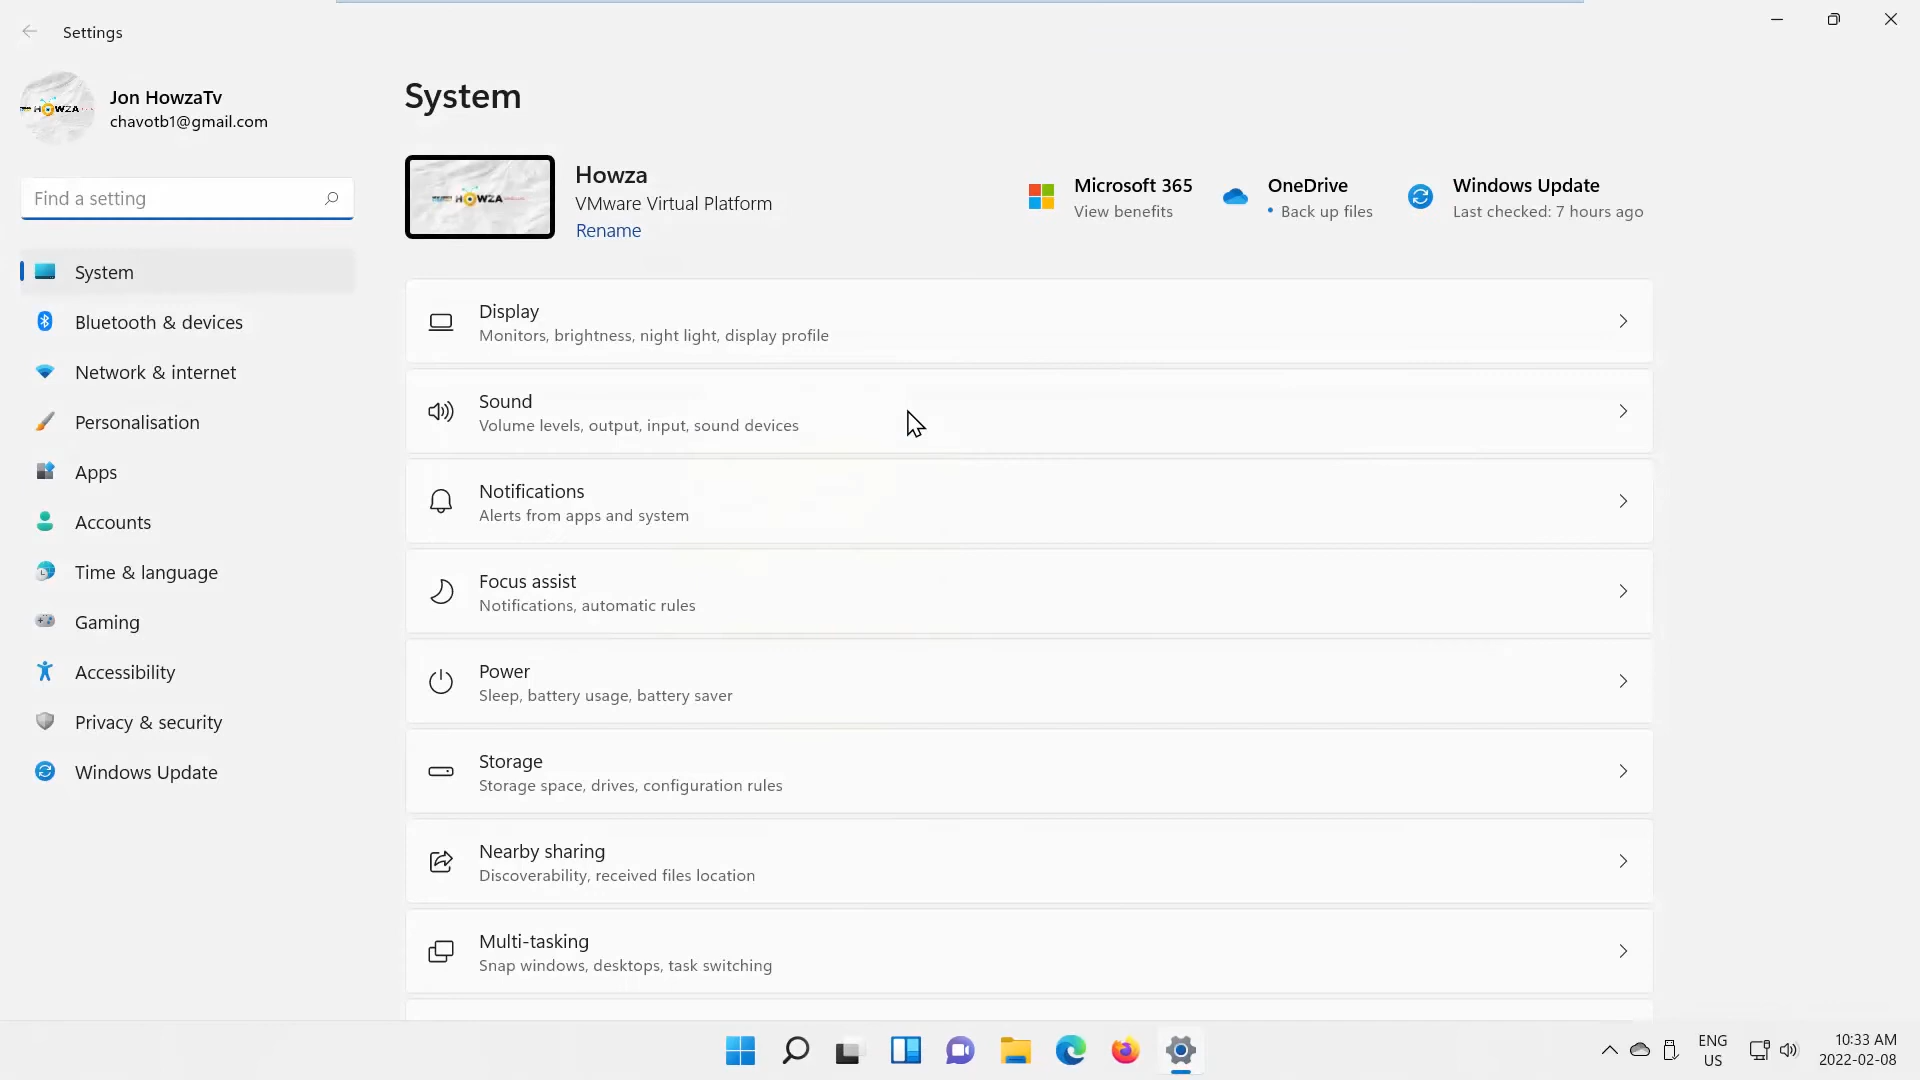 Settings
Jon HowzaTv
chavotb1@gmail.com
Find a setting
System
Bluetooth & devices
Network & internet
Personalisation
Apps
Accounts
Time & language
Gaming
Accessibility
Privacy & security
Windows Update
System
HOWZA
Howza
VMware Virtual Platform
Rename
Microsoft 365
View benefits
OneDrive
• Back up files
Windows Update
Last checked: 7 hours ago
Display
Monitors, brightness, night light, display profile
Sound
Volume levels, output, input, sound devices
Notifications
Alerts from apps and system
Focus assist
Notifications, automatic rules
Power
Sleep, battery usage, battery saver
Storage
Storage space, drives, configuration rules
Nearby sharing
Discoverability, received files location
Multi-tasking
Snap windows, desktops, task switching
ENG
US
10:33 AM
2022-02-08